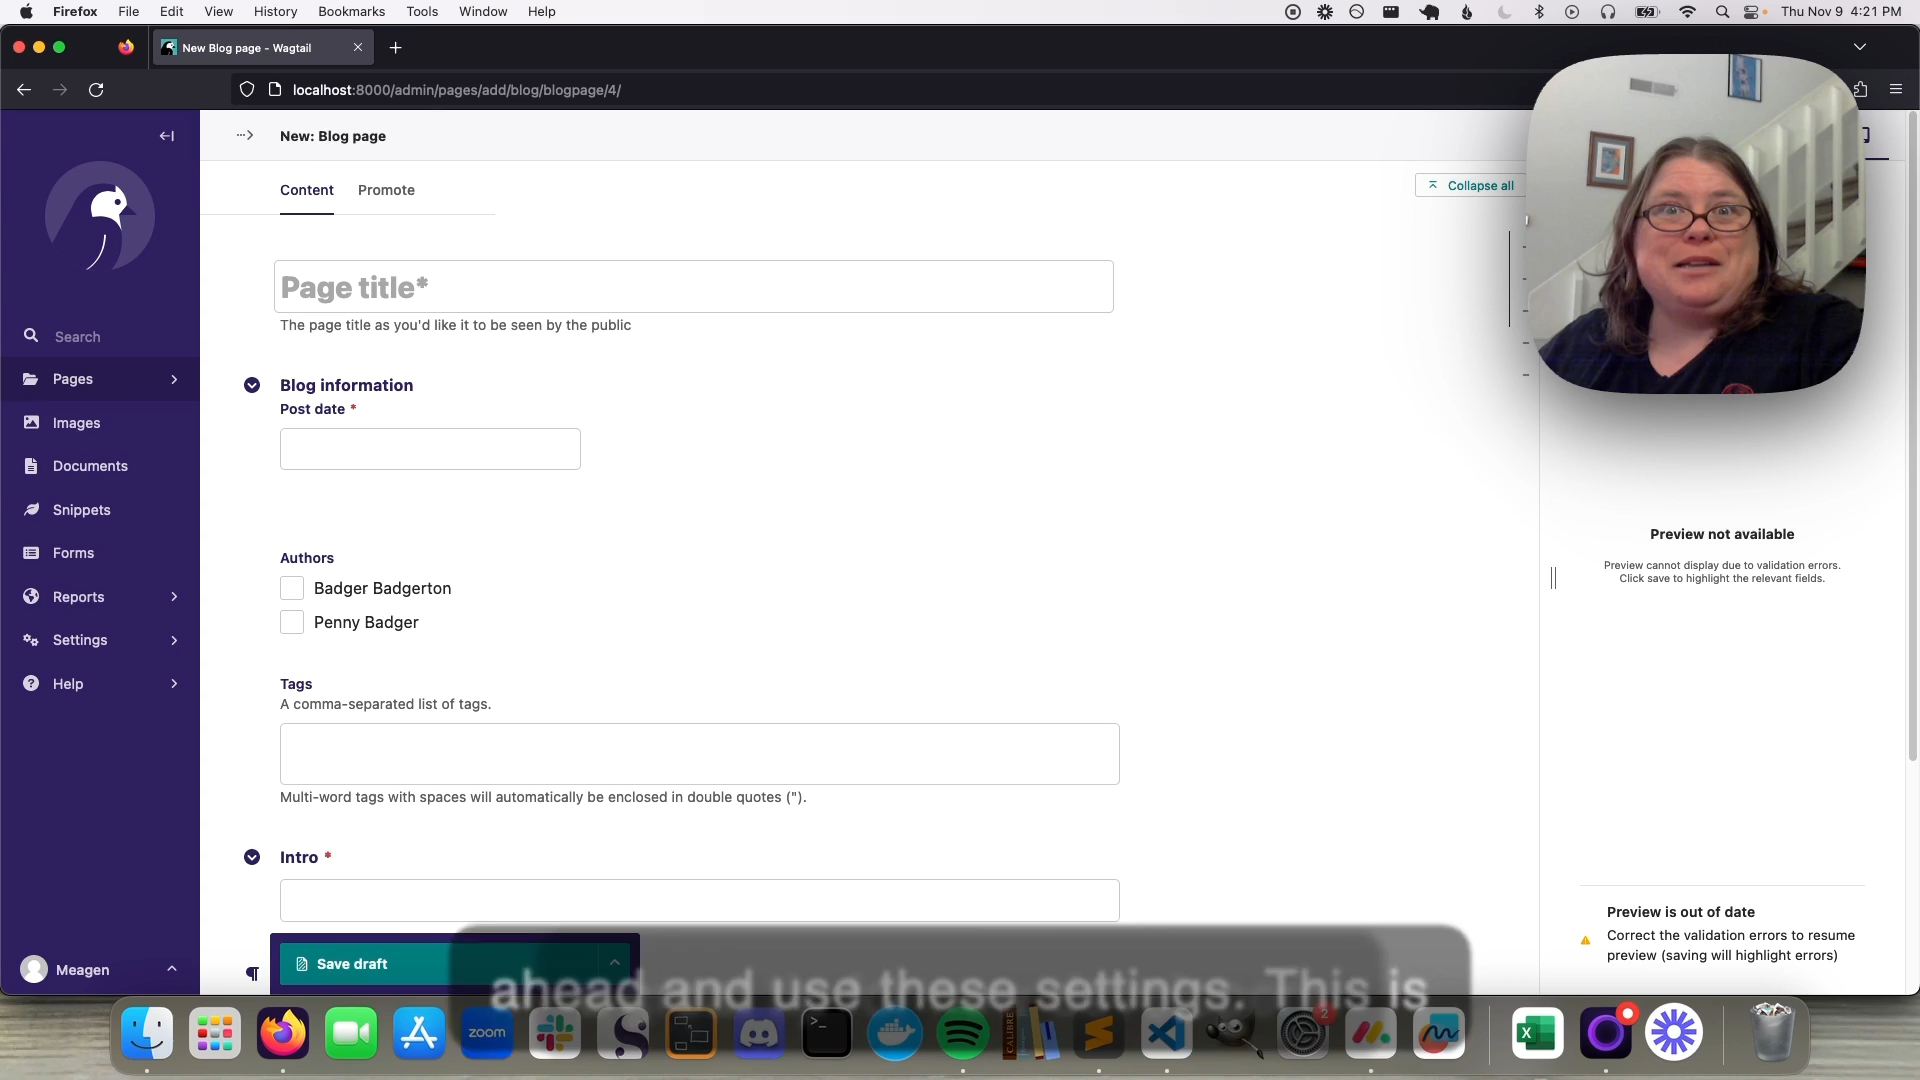 Firefox File Edit View History Bookmarks Tools Window Help
Thu Nov 9 4:21 PM
New Blog page - Wagtail
localhost:8000/admin/pages/add/blog/blogpage/4/
New: Blog page
Content Promote
Collapse all
Page title*
The page title as you'd like it to be seen by the public
Search
Pages
Images
Documents
Snippets
Forms
Reports
Settings
Help
Meagen
Blog information
Post date *
Authors
Badger Badgerton
Penny Badger
Tags
A comma-separated list of tags.
Multi-word tags with spaces will automatically be enclosed in double quotes (").
Intro *
Save draft
Preview not available
Preview cannot display due to validation errors.
Click save to highlight the relevant fields.
Preview is out of date
Correct the validation errors to resume
preview (saving will highlight errors)
ahead and use these settings. This is
zoom
CALIBRE
2